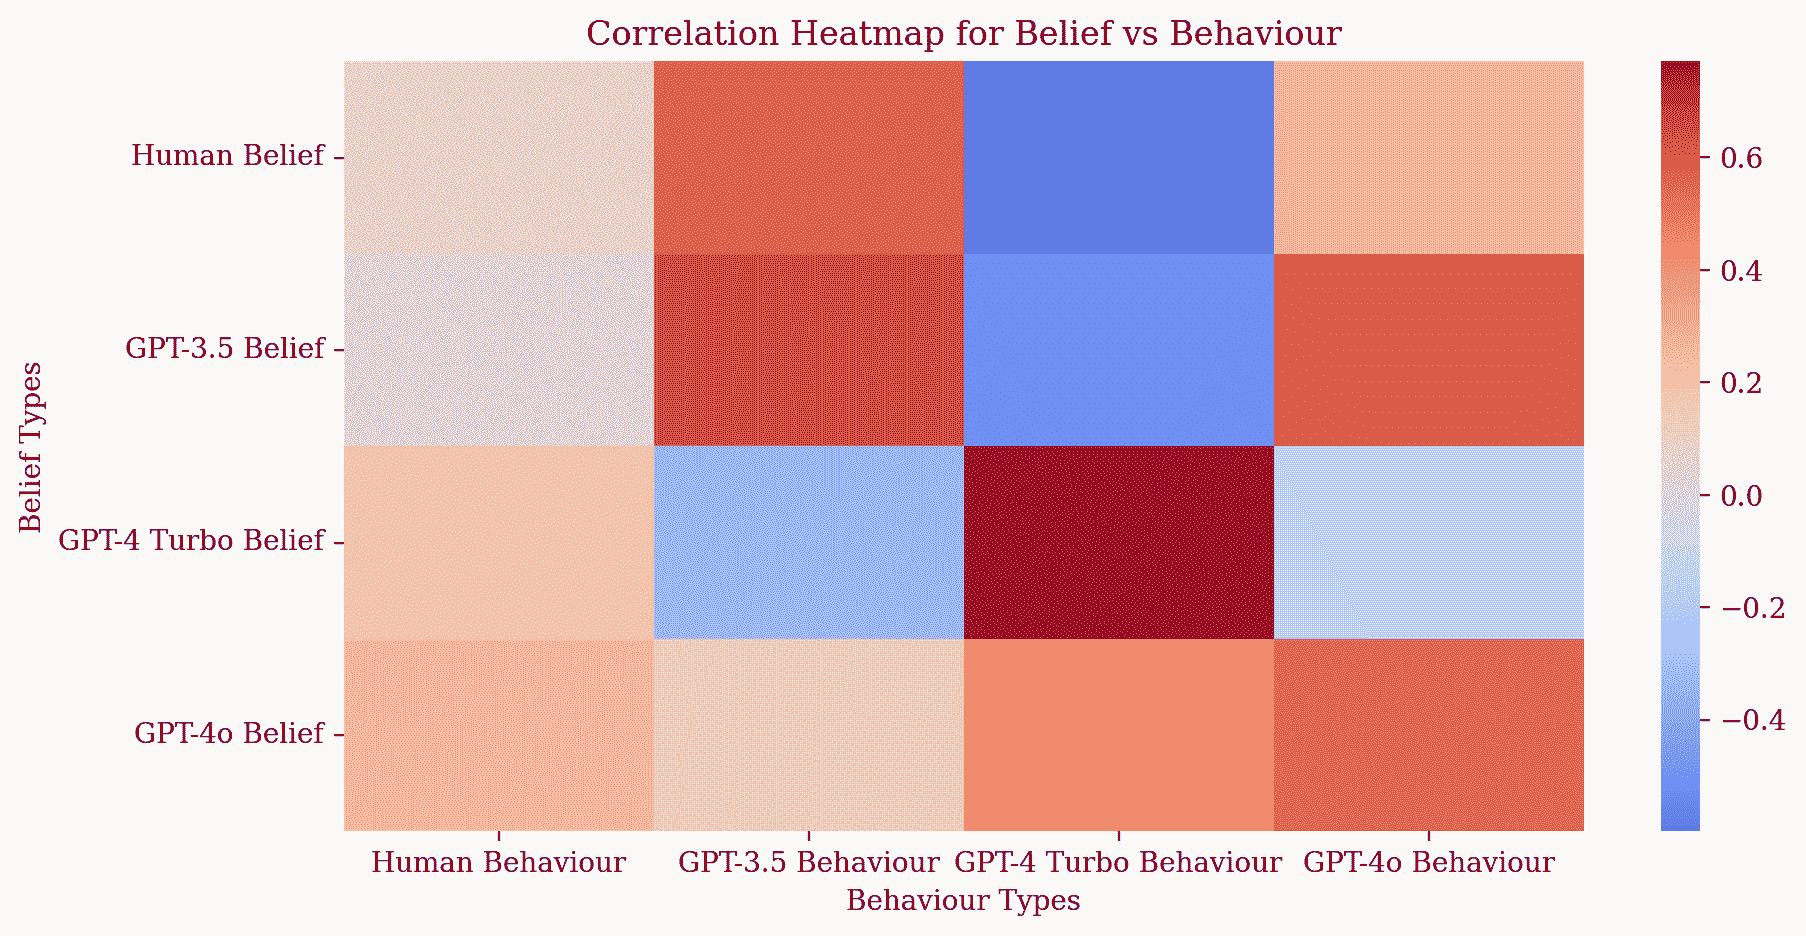 Correlation Heatmap for Belief vs Behaviour
Belief Types
Human Belief
GPT-3.5 Belief
GPT-4 Turbo Belief
GPT-4o Belief
Human Behaviour
GPT-3.5 Behaviour
GPT-4 Turbo Behaviour
GPT-4o Behaviour
Behaviour Types
0.6
0.4
0.2
0.0
−0.2
−0.4